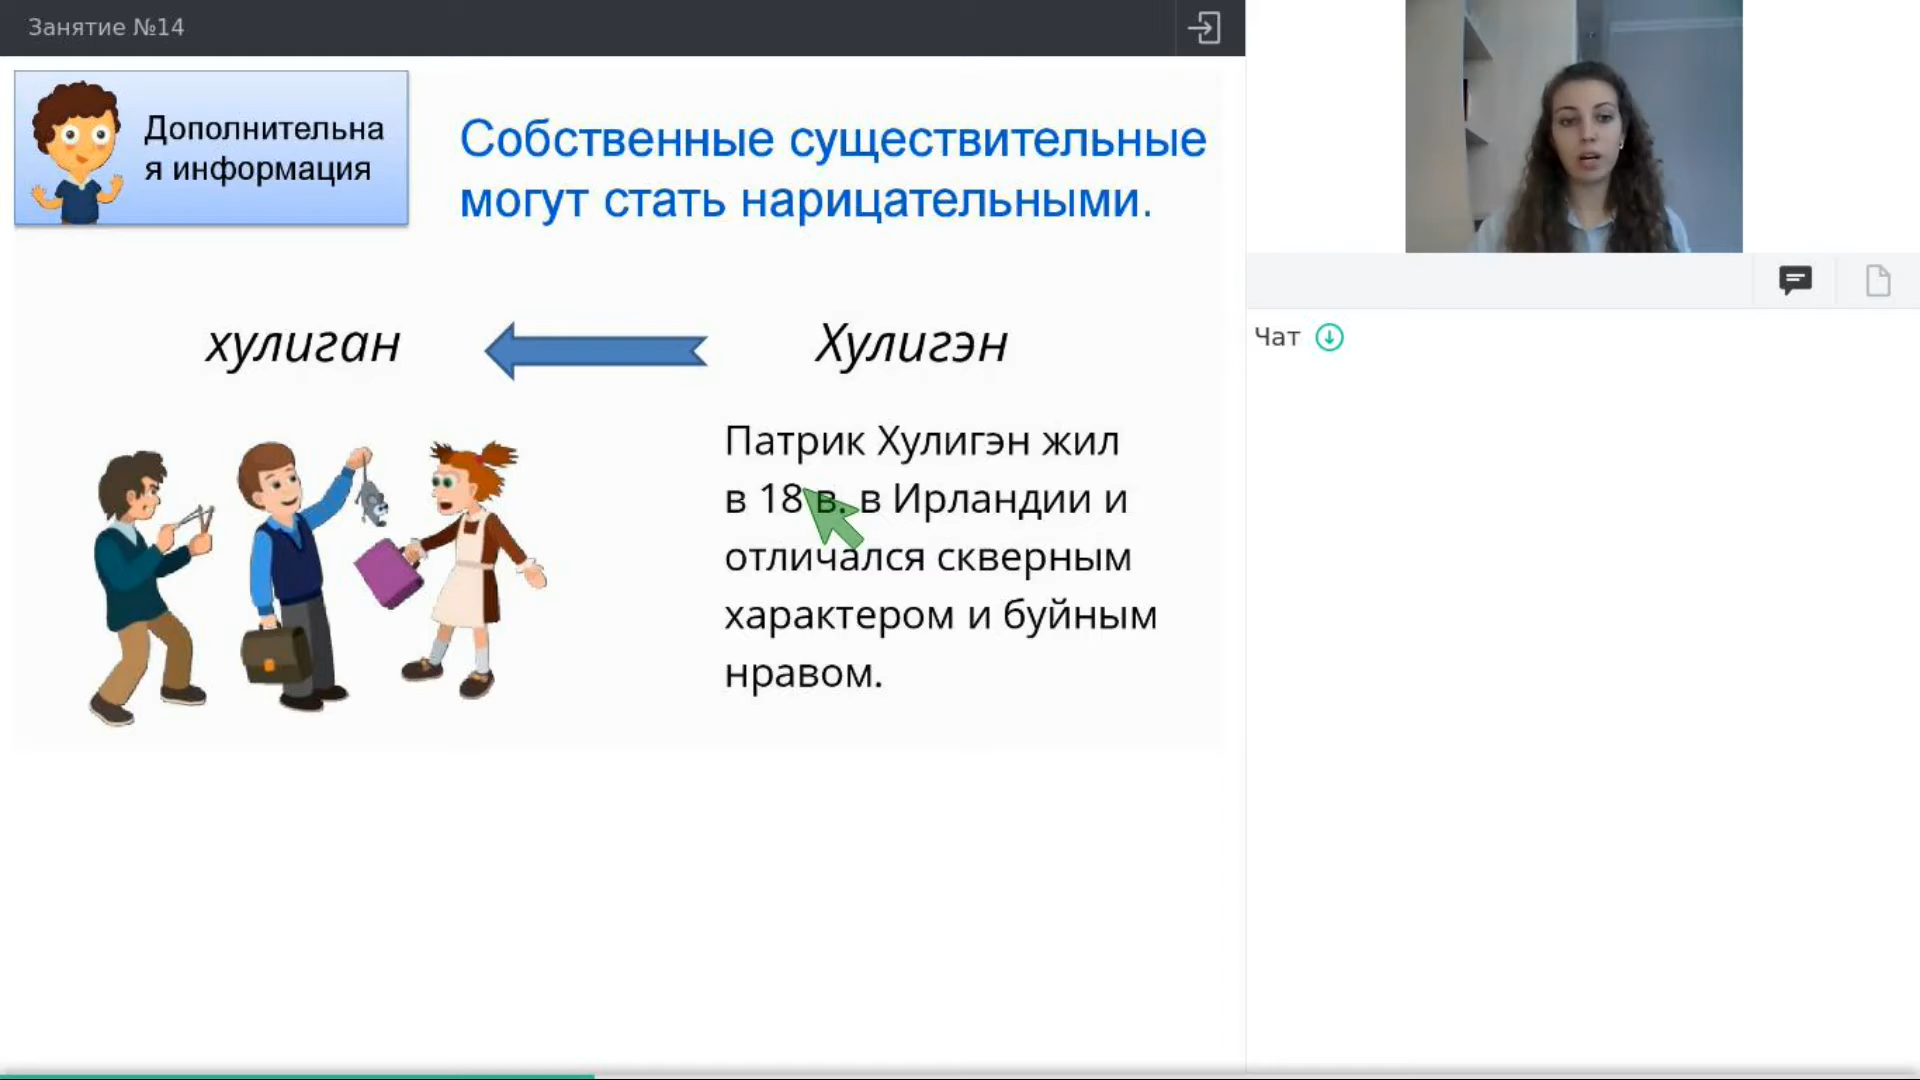 Занятие №14
Дополнительна
я информация
Собственные существительные
могут стать нарицательными.
хулиган
Хулигэн
Патрик Хулигэн жил
в 18 в. в Ирландии и
отличался скверным
характером и буйным
нравом.
Чат